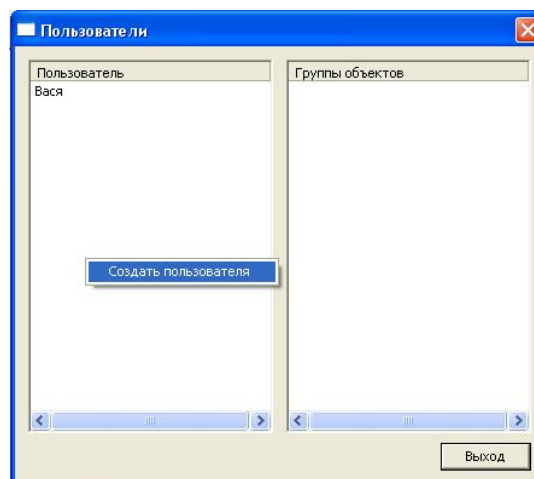 Пользователи
Пользователь
Группы объектов
Вася
Создать пользователя
Выход